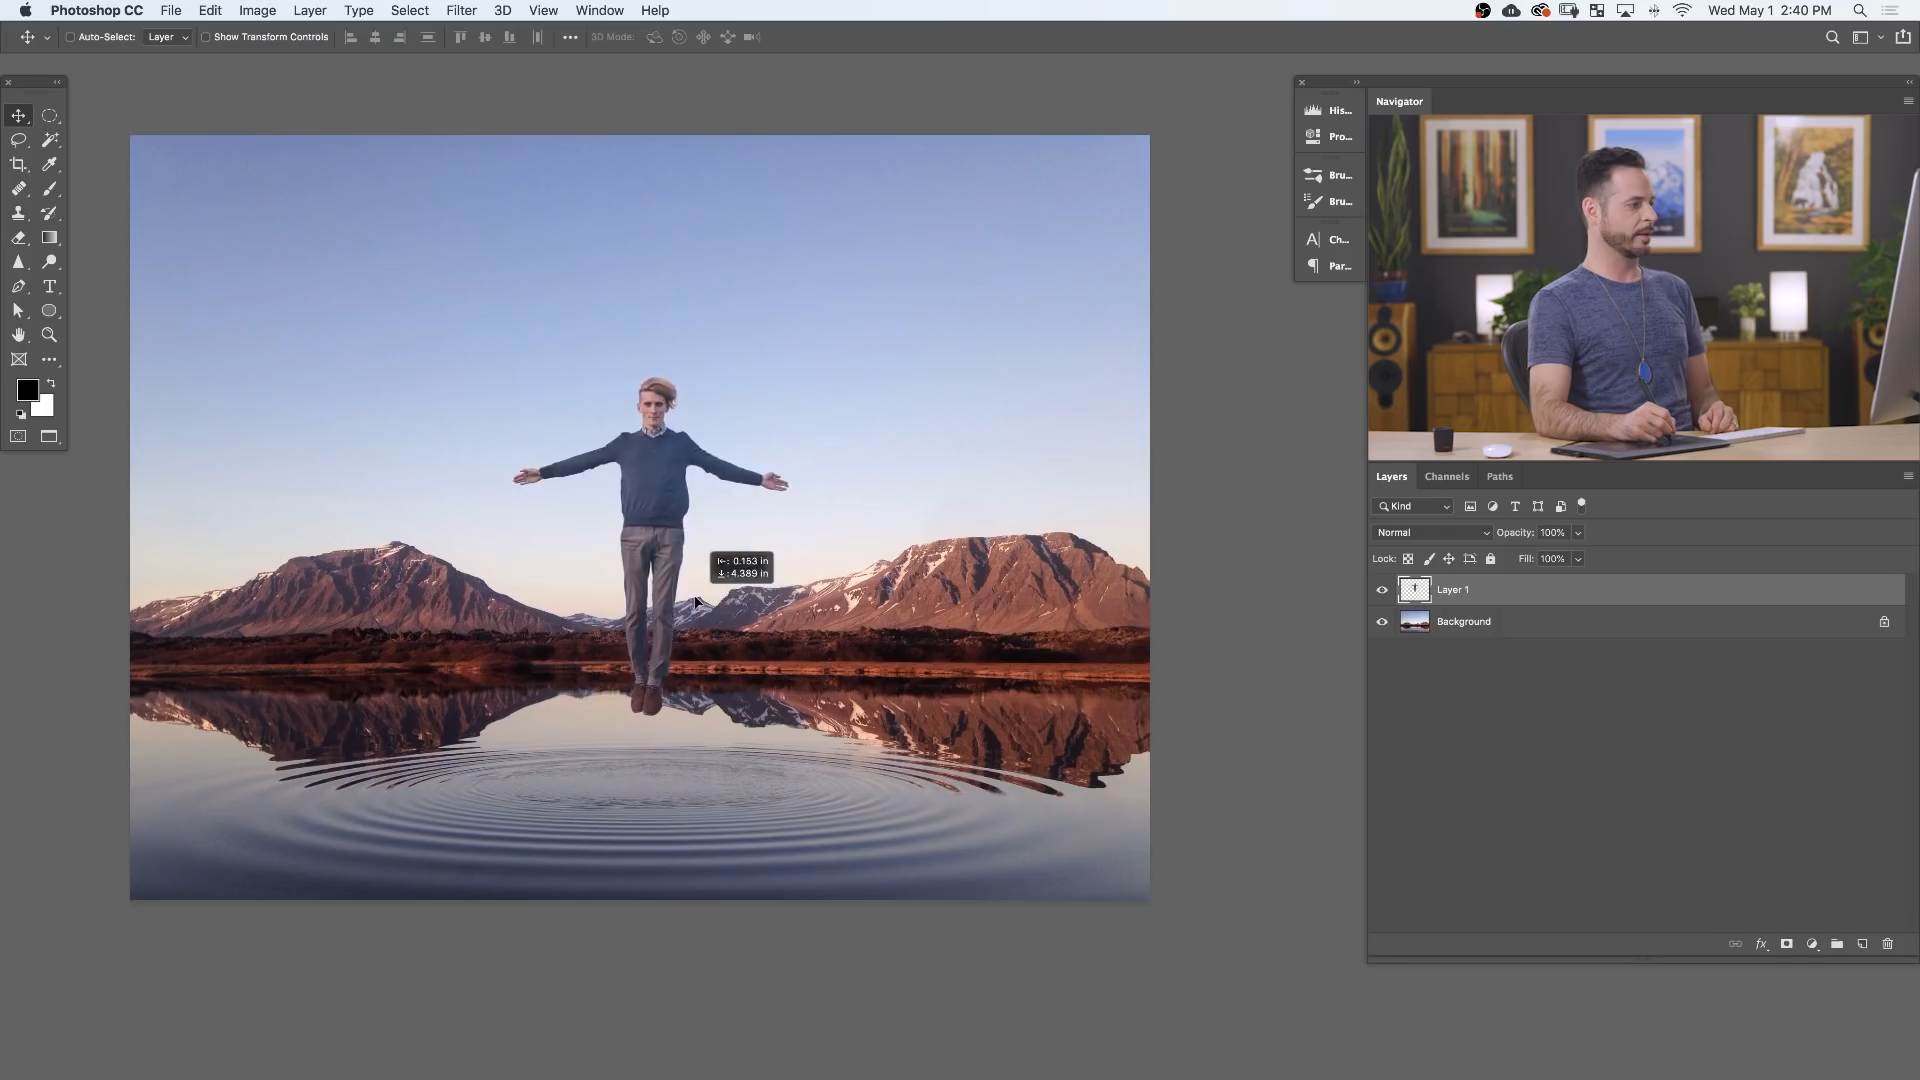 Photoshop CC File Edit Image Layer Type Select Filter 3D View Window Help Wed May 1 2:40 PM
Auto-Select: Layer Show Transform Controls 3D Mode:
Navigator
His...
Pro...
Bru...
Bru...
Ch...
Par...
0.153 in
4.389 in
Layers Channels Paths
Kind
Normal Opacity: 100%
Lock: Fill: 100%
Layer 1
Background
fx